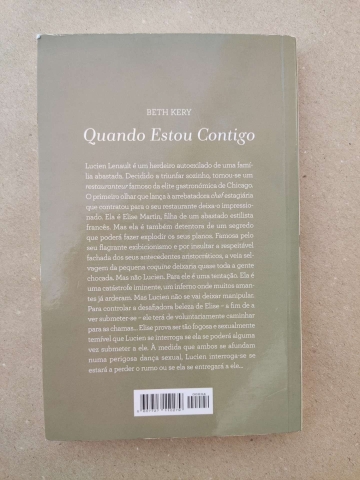 BETH KERY
Quando Estou Contigo
Lucien Lenault é um herdeiro autoexilado de uma famí-
lia abastada. Decidido a triunfar sozinho, tornou-se um
restaurateur famoso da elite gastronómica de Chicago.
O primeiro olhar que lança à arrebatadora chef estagiária
que contratou para o seu restaurante deixa-o impressio-
nado. Ela é Elise Martin, filha de um abastado estilista
francês. Mas ela é também detentora de um segredo
que poderá fazer explodir os seus planos. Famosa pelo
seu flagrante exibicionismo e por insultar a respeitável
fachada dos seus antecedentes aristocráticos, a veia sel-
vagem da pequena coquine deixaria quase toda a gente
chocada. Mas não Lucien. Para ele é uma tentação. Ela é
uma catástrofe iminente, um inferno onde muitos aman-
tes já arderam. Mas Lucien não se vai deixar manipular.
Para controlar a desafiadora beleza de Elise – a fim de a
ver submeter-se – ele terá de voluntariamente caminhar
para as chamas... Elise prova ser tão fogosa e sexualmente
temível que Lucien se interroga se ela se poderá alguma
vez submeter a ele. À medida que ambos se afundam
numa perigosa dança sexual, Lucien interroga-se se
estará a perder o rumo ou se ela se entregará a ele...